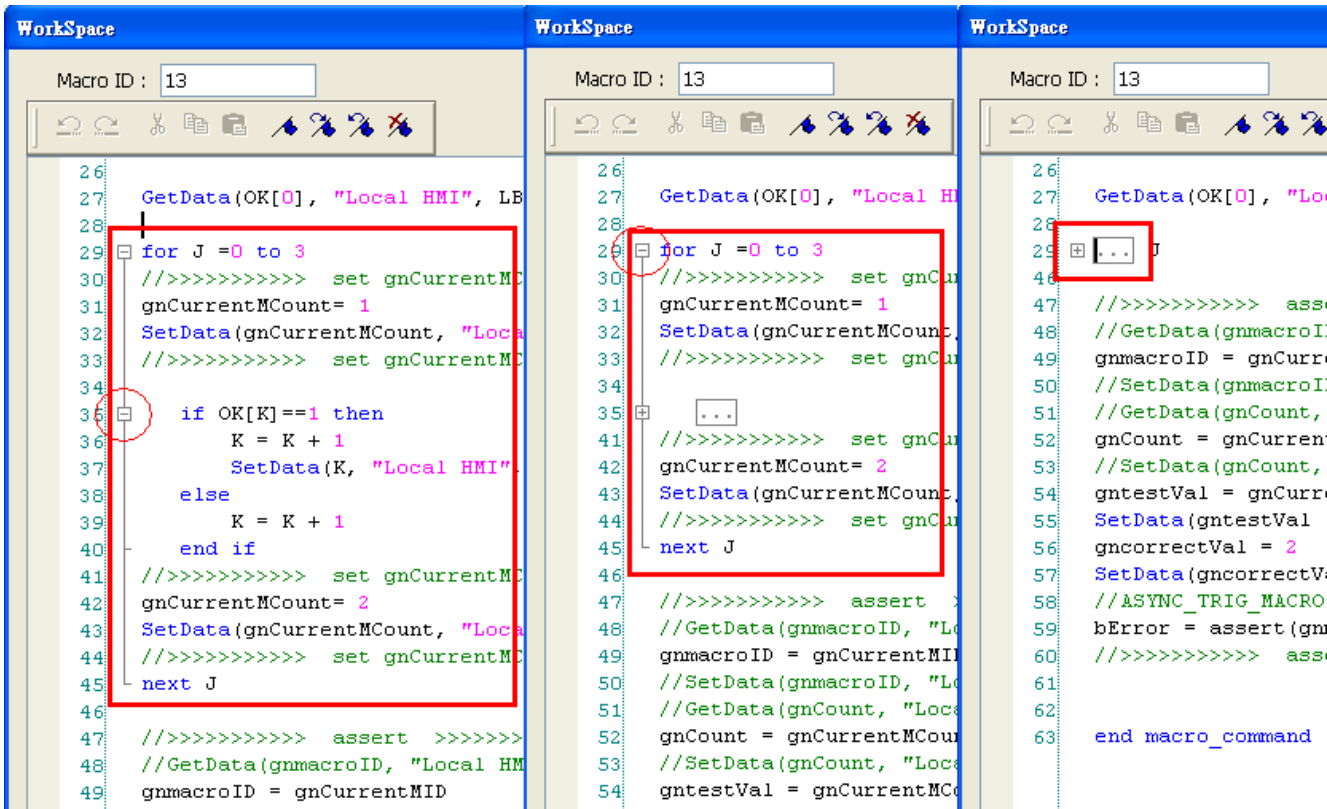 WorkSpace
Macro ID : 13
26
27 GetData(OK[0], "Local HMI", LB
28
29 for J =0 to 3
30 //>>>>>>>>>>> set gnCurrentMC
31 gnCurrentMCount= 1
32 SetData(gnCurrentMCount, "Loca
33 //>>>>>>>>>>> set gnCurrentMC
34
35 if OK[K]==1 then
36 K = K + 1
37 SetData(K, "Local HMI"
38 else
39 K = K + 1
40 end if
41 //>>>>>>>>>>> set gnCurrentMC
42 gnCurrentMCount= 2
43 SetData(gnCurrentMCount, "Loca
44 //>>>>>>>>>>> set gnCurrentMC
45 next J
46
47 //>>>>>>>>>>> assert >>>>>>>
48 //GetData(gnmacroID, "Local HM
49 gnmacroID = gnCurrentMID
WorkSpace
Macro ID : 13
26
27 GetData(OK[0], "Local H
28
29 for J =0 to 3
30 //>>>>>>>>>>> set gnCur
31 gnCurrentMCount= 1
32 SetData(gnCurrentMCount,
33 //>>>>>>>>>>> set gnCur
34
35 ...
41 //>>>>>>>>>>> set gnCur
42 gnCurrentMCount= 2
43 SetData(gnCurrentMCount,
44 //>>>>>>>>>>> set gnCur
45 next J
46
47 //>>>>>>>>>>> assert >
48 //GetData(gnmacroID, "Lo
49 gnmacroID = gnCurrentMID
50 //SetData(gnmacroID, "Lo
51 //GetData(gnCount, "Loca
52 gnCount = gnCurrentMCou
53 //SetData(gnCount, "Loca
54 gntestVal = gnCurrentMCo
WorkSpace
Macro ID : 13
26
27 GetData(OK[0], "Loc
28
29 ... J
46
47 //>>>>>>>>>>> asse
48 //GetData(gnmacroI
49 gnmacroID = gnCurre
50 //SetData(gnmacroI
51 //GetData(gnCount,
52 gnCount = gnCurrent
53 //SetData(gnCount,
54 gntestVal = gnCurre
55 SetData(gntestVal
56 gncorrectVal = 2
57 SetData(gncorrectVa
58 //ASYNC_TRIG_MACRO
59 bError = assert(gnm
60 //>>>>>>>>>>> asse
61
62
63 end macro_command